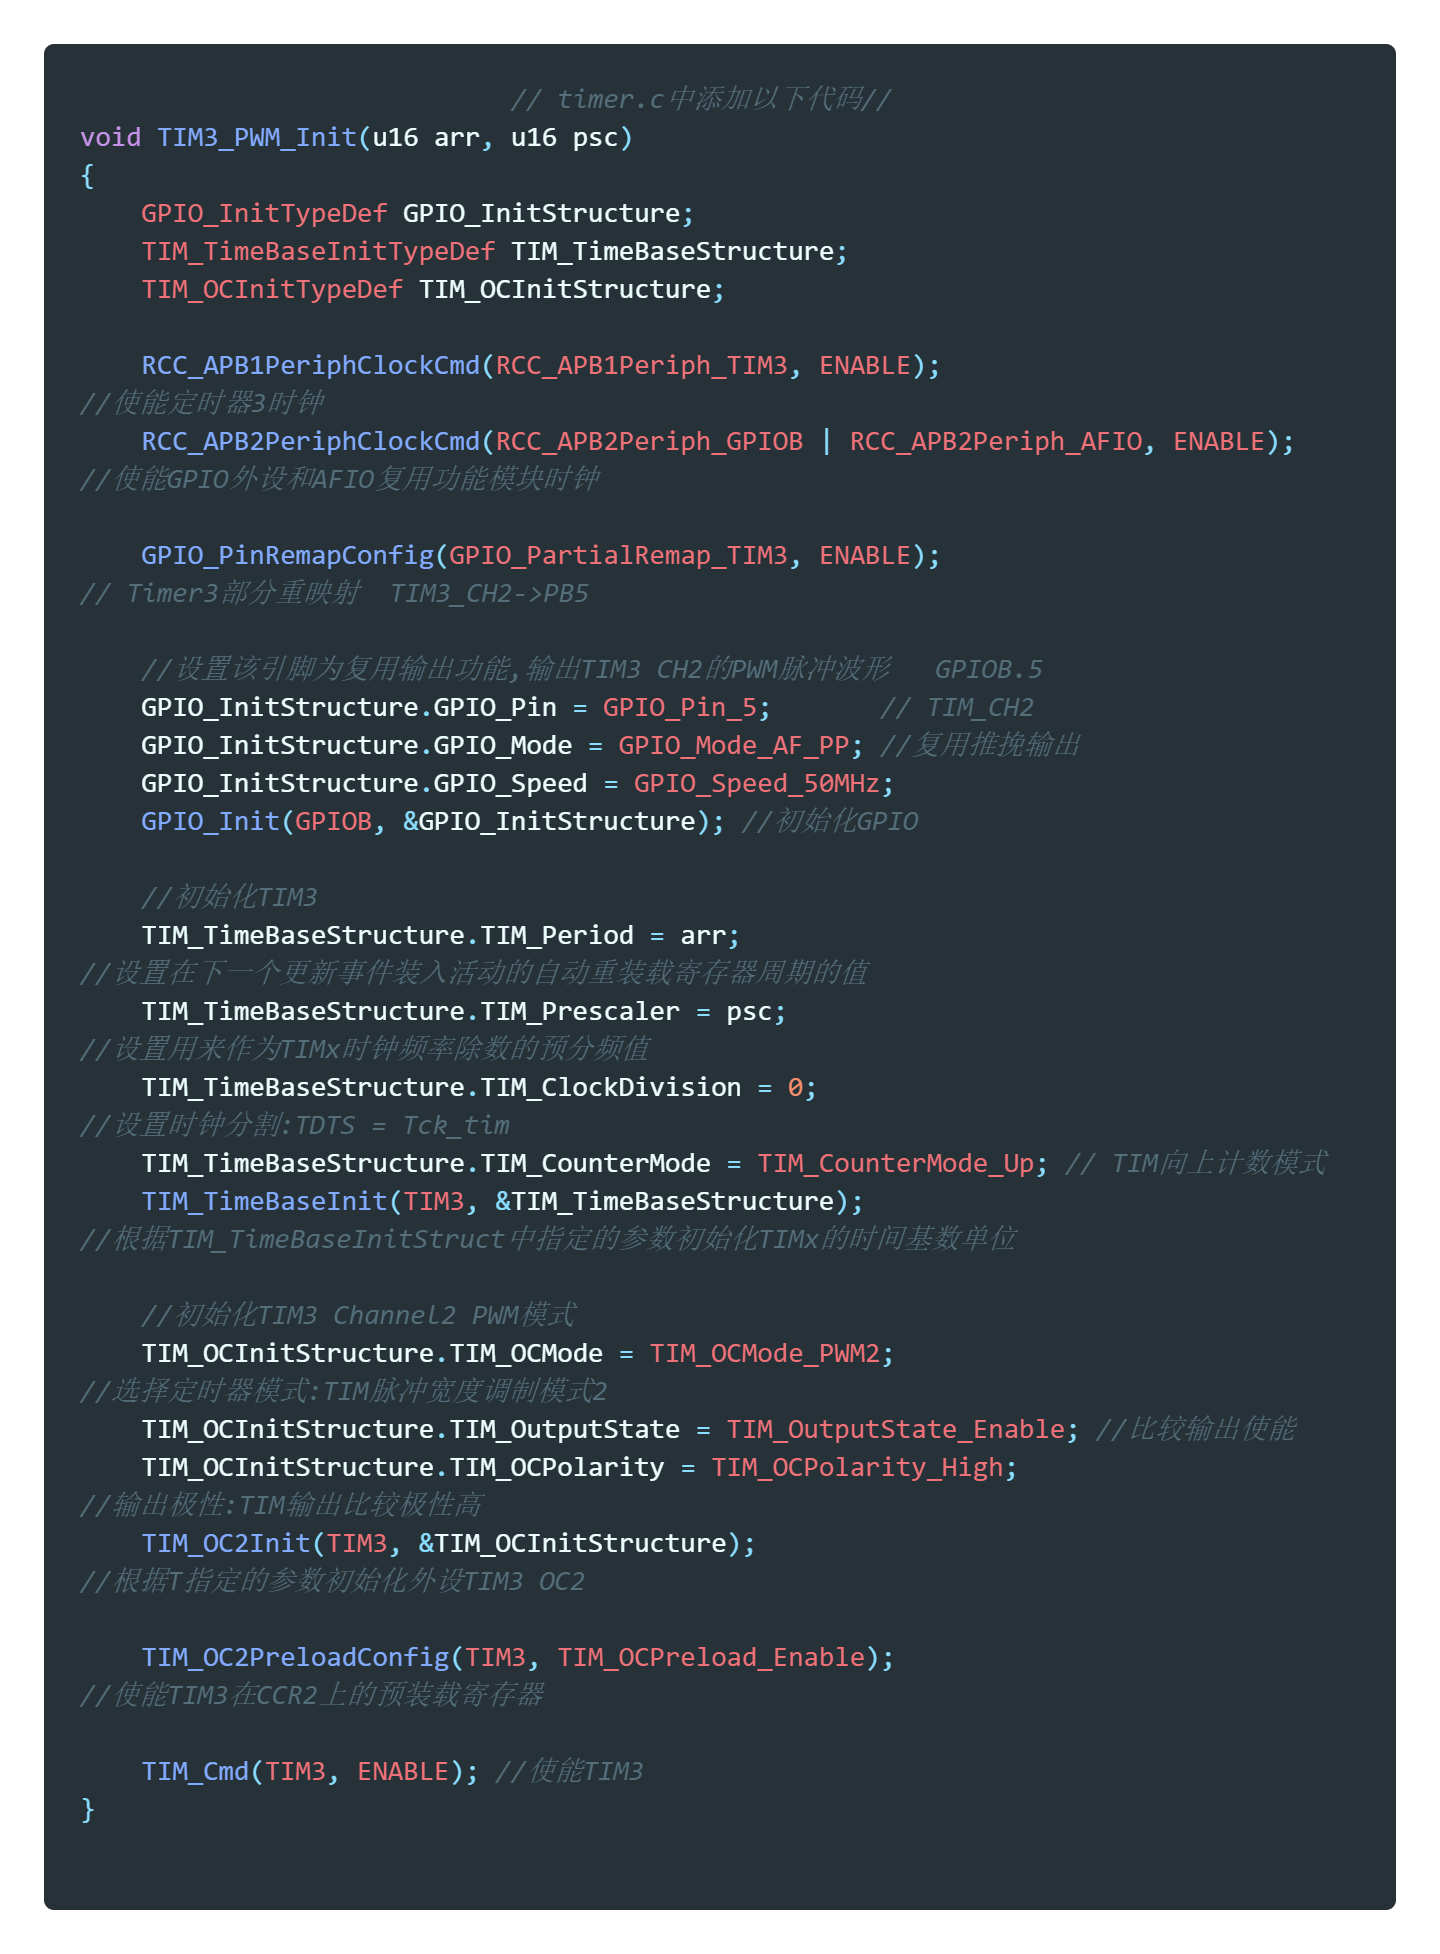 // timer.c中添加以下代码//
void TIM3_PWM_Init(u16 arr, u16 psc)
{
    GPIO_InitTypeDef GPIO_InitStructure;
    TIM_TimeBaseInitTypeDef TIM_TimeBaseStructure;
    TIM_OCInitTypeDef TIM_OCInitStructure;

    RCC_APB1PeriphClockCmd(RCC_APB1Periph_TIM3, ENABLE);
//使能定时器3时钟
    RCC_APB2PeriphClockCmd(RCC_APB2Periph_GPIOB | RCC_APB2Periph_AFIO, ENABLE);
//使能GPIO外设和AFIO复用功能模块时钟

    GPIO_PinRemapConfig(GPIO_PartialRemap_TIM3, ENABLE);
// Timer3部分重映射  TIM3_CH2->PB5

    //设置该引脚为复用输出功能,输出TIM3 CH2的PWM脉冲波形   GPIOB.5
    GPIO_InitStructure.GPIO_Pin = GPIO_Pin_5;       // TIM_CH2
    GPIO_InitStructure.GPIO_Mode = GPIO_Mode_AF_PP; //复用推挽输出
    GPIO_InitStructure.GPIO_Speed = GPIO_Speed_50MHz;
    GPIO_Init(GPIOB, &GPIO_InitStructure); //初始化GPIO

    //初始化TIM3
    TIM_TimeBaseStructure.TIM_Period = arr;
//设置在下一个更新事件装入活动的自动重装载寄存器周期的值
    TIM_TimeBaseStructure.TIM_Prescaler = psc;
//设置用来作为TIMx时钟频率除数的预分频值
    TIM_TimeBaseStructure.TIM_ClockDivision = 0;
//设置时钟分割:TDTS = Tck_tim
    TIM_TimeBaseStructure.TIM_CounterMode = TIM_CounterMode_Up; // TIM向上计数模式
    TIM_TimeBaseInit(TIM3, &TIM_TimeBaseStructure);
//根据TIM_TimeBaseInitStruct中指定的参数初始化TIMx的时间基数单位

    //初始化TIM3 Channel2 PWM模式
    TIM_OCInitStructure.TIM_OCMode = TIM_OCMode_PWM2;
//选择定时器模式:TIM脉冲宽度调制模式2
    TIM_OCInitStructure.TIM_OutputState = TIM_OutputState_Enable; //比较输出使能
    TIM_OCInitStructure.TIM_OCPolarity = TIM_OCPolarity_High;
//输出极性:TIM输出比较极性高
    TIM_OC2Init(TIM3, &TIM_OCInitStructure);
//根据T指定的参数初始化外设TIM3 OC2

    TIM_OC2PreloadConfig(TIM3, TIM_OCPreload_Enable);
//使能TIM3在CCR2上的预装载寄存器

    TIM_Cmd(TIM3, ENABLE); //使能TIM3
}